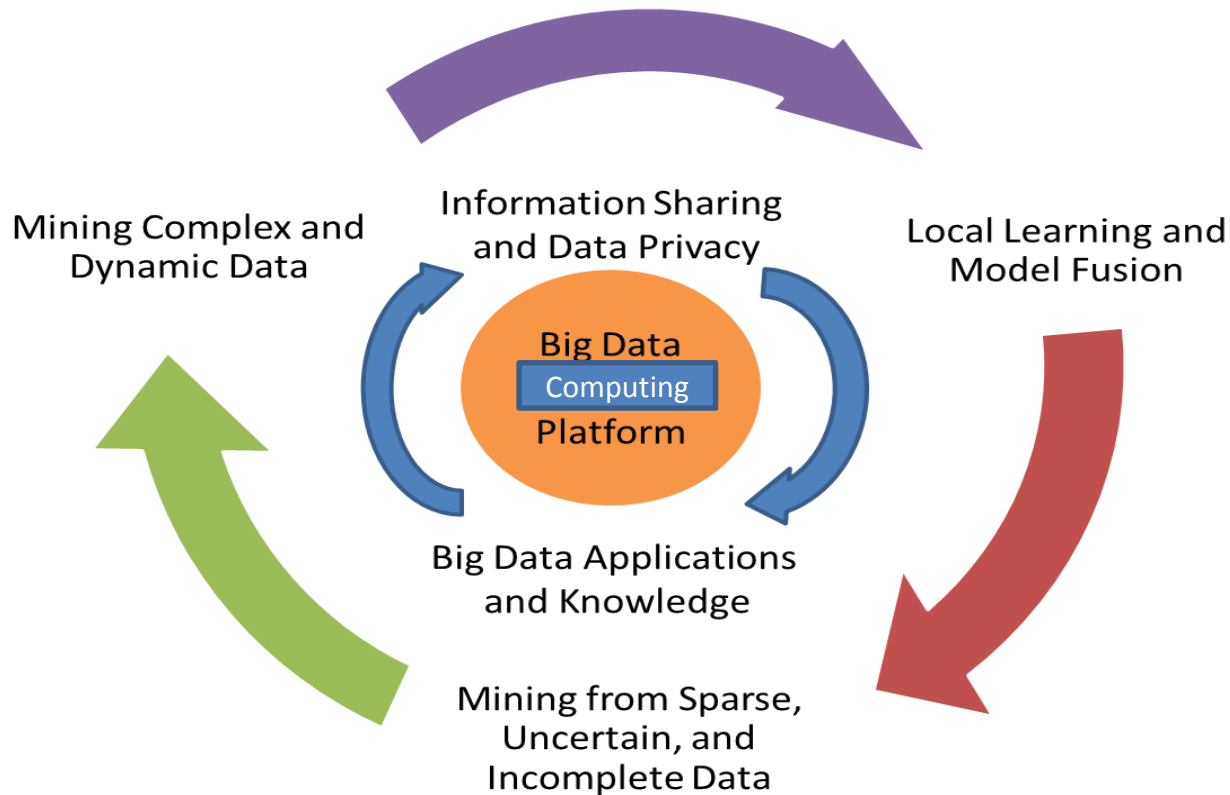 Information Sharing
and Data Privacy
Mining Complex and
Dynamic Data
Local Learning and
Model Fusion
Big Data
Computing
Platform
Big Data Applications
and Knowledge
Mining from Sparse,
Uncertain, and
Incomplete Data